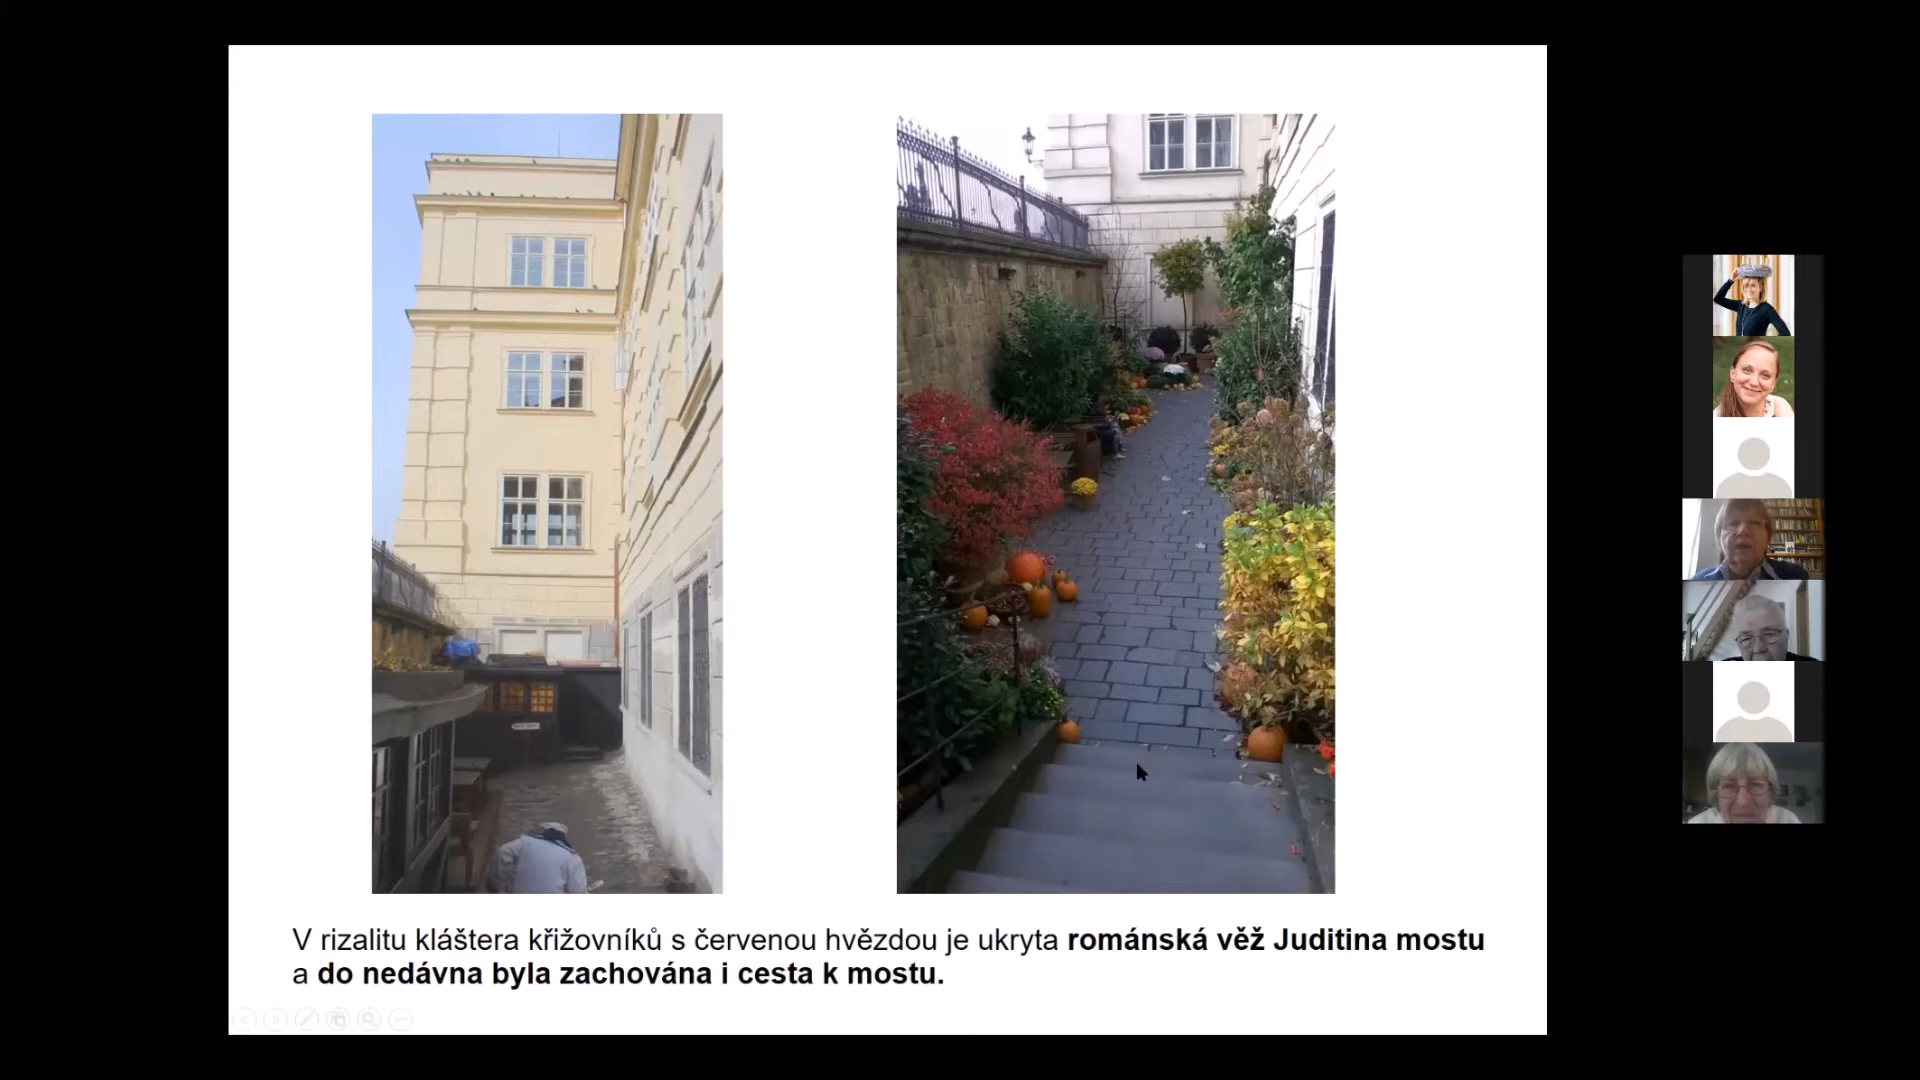 V rizalitu kláštera křižovníků s červenou hvězdou je ukryta románská věž Juditina mostu
a do nedávna byla zachována i cesta k mostu.